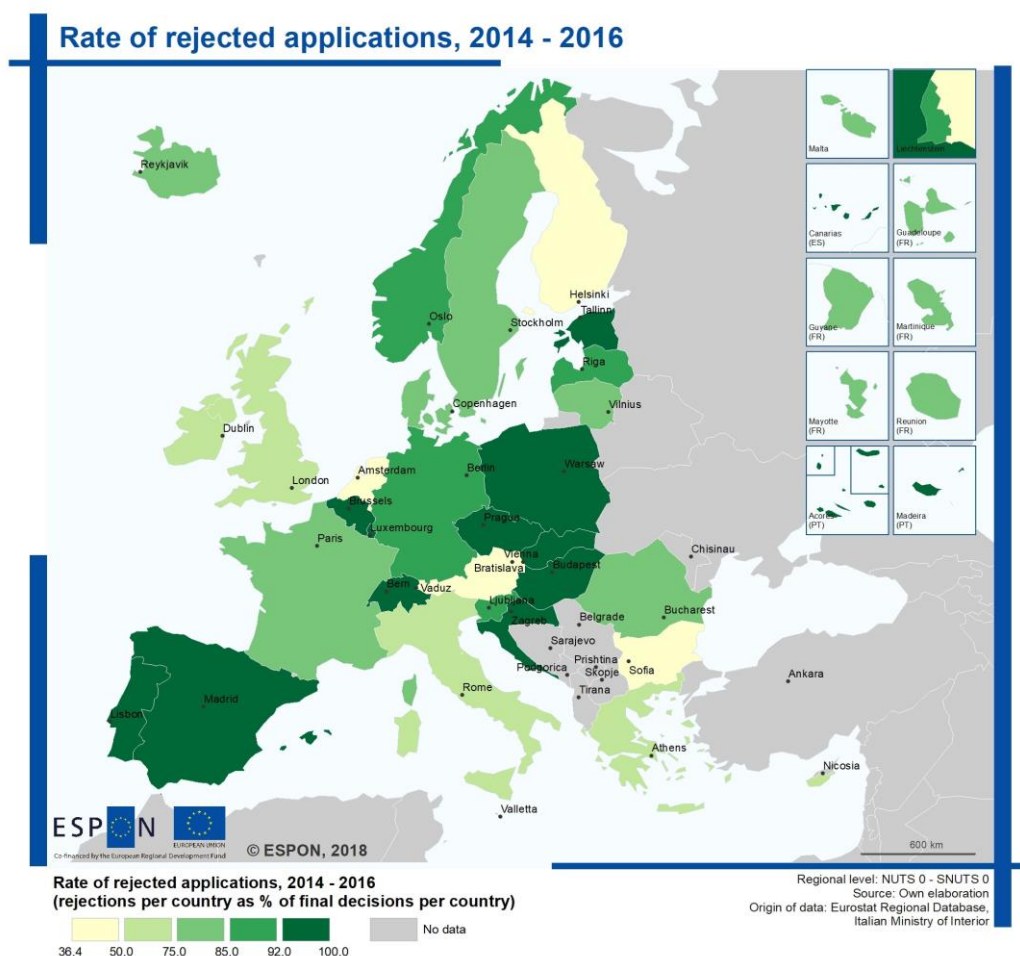 Rate of rejected applications, 2014 - 2016
Reykjavik
Malta
Liechtenstein
Canarias
(ES)
Guadeloupe
(FR)
Guyane
(FR)
Martinique
(FR)
Mayotte
(FR)
Reunion
(FR)
Acores
(PT)
Madeira
(PT)
Helsinki
Tallinn
Oslo
Stockholm
Riga
Copenhagen
Vilnius
Dublin
Amsterdam
Berlin
Warsaw
London
Brussels
Luxembourg
Prague
Paris
Vienna
Bratislava
Budapest
Chisinau
Bern
Vaduz
Ljubljana
Zagreb
Belgrade
Bucharest
Sarajevo
Prishtina
Podgorica
Skopje
Sofia
Tirana
Ankara
Rome
Madrid
Lisbon
Athens
Nicosia
Valletta
ESPON
EUROPEAN UNION
Co-financed by the European Regional Development Fund
© ESPON, 2018
600 km
Rate of rejected applications, 2014 - 2016
(rejections per country as % of final decisions per country)
No data
36.4 50.0 75.0 85.0 92.0 100.0
Regional level: NUTS 0 - SNUTS 0
Source: Own elaboration
Origin of data: Eurostat Regional Database,
Italian Ministry of Interior